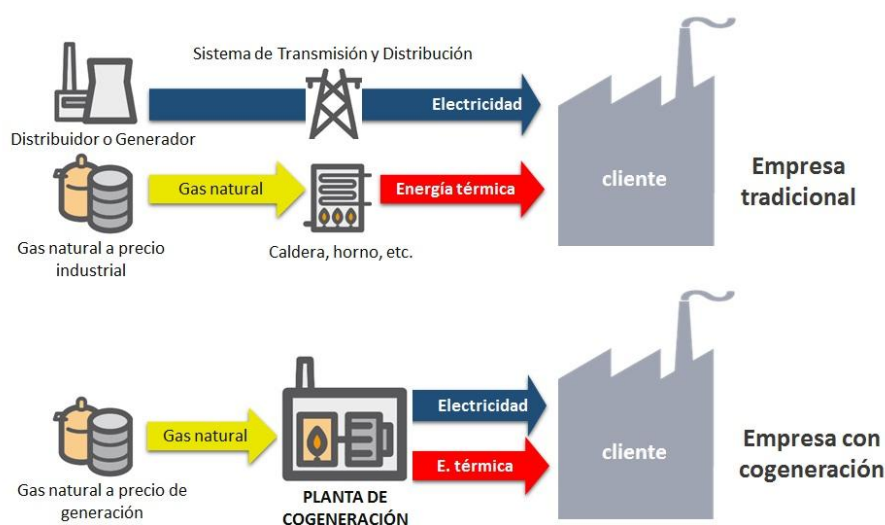 Sistema de Transmisión y Distribución
Electricidad
Distribuidor o Generador
Gas natural
Energía térmica
cliente
Empresa
tradicional
Gas natural a precio
industrial
Caldera, horno, etc.
Electricidad
Gas natural
E. térmica
cliente
Empresa con
cogeneración
Gas natural a precio de
generación
PLANTA DE
COGENERACIÓN